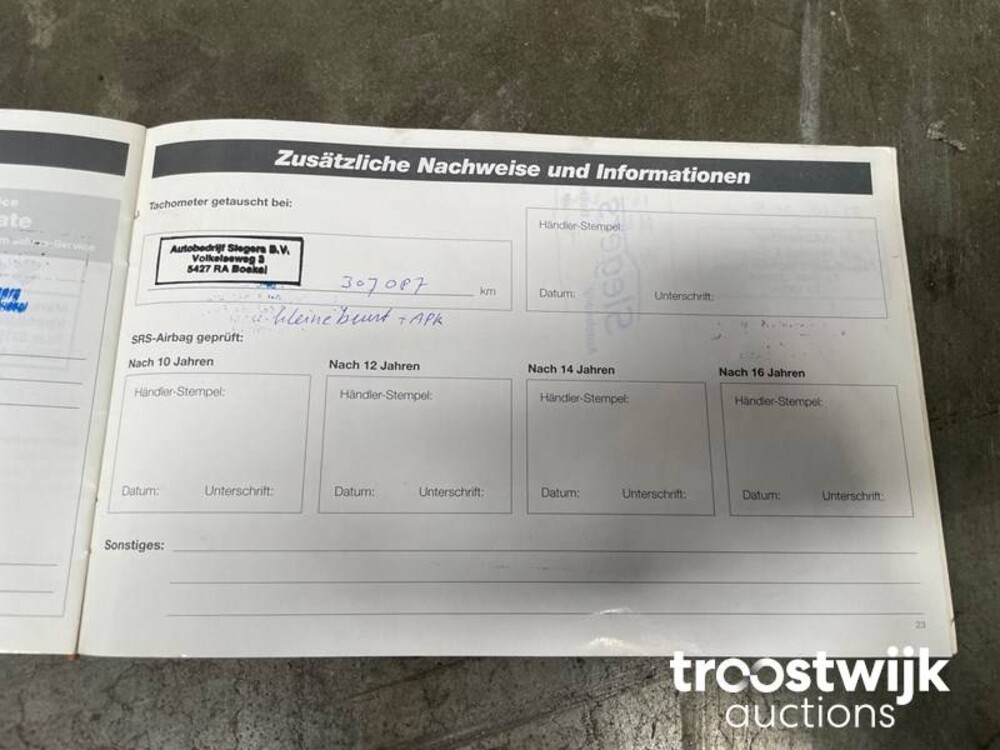 Zusätzliche Nachweise und Informationen
Tachometer getauscht bei:
Autobedrijf Slegers B.V.
Volkelseweg 3
5427 RA Boekel
307087 km
kleine beurt + APK
Händler-Stempel:
Datum: Unterschrift:
SRS-Airbag geprüft:
Nach 10 Jahren
Händler-Stempel:
Datum: Unterschrift:
Nach 12 Jahren
Händler-Stempel:
Datum: Unterschrift:
Nach 14 Jahren
Händler-Stempel:
Datum: Unterschrift:
Nach 16 Jahren
Händler-Stempel:
Datum: Unterschrift:
Sonstiges:
23
troostwijk
auctions